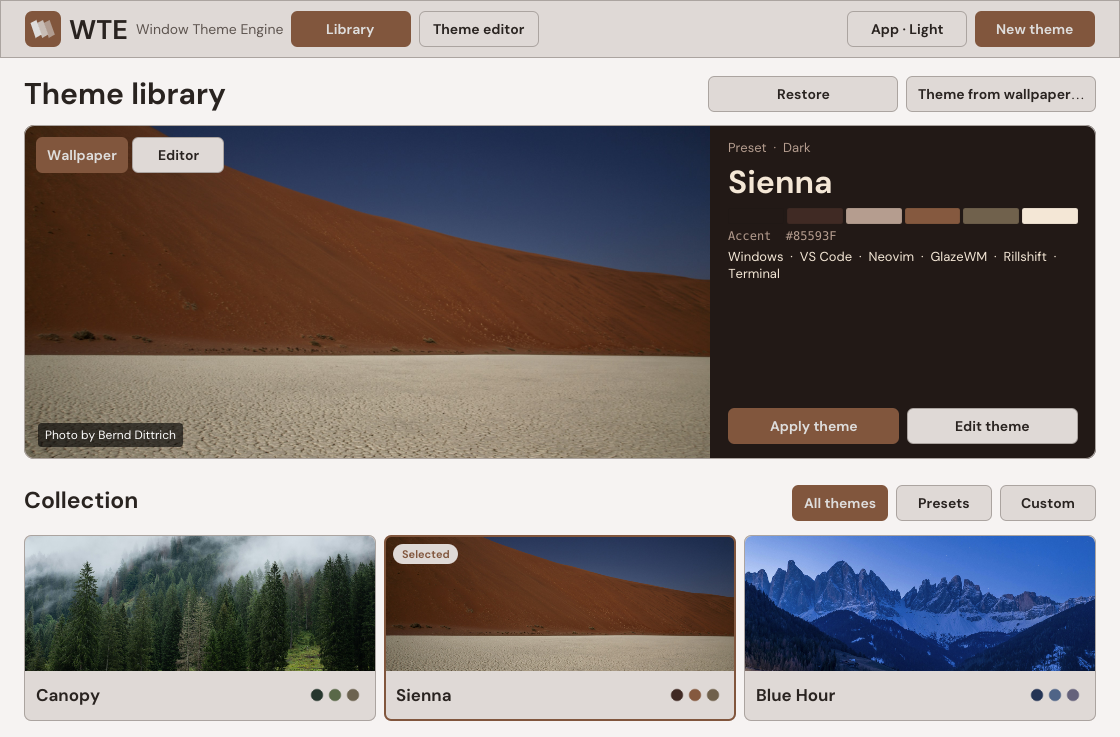 WTE Window Theme Engine Library Theme editor App · Light New theme
Theme library Restore Theme from wallpaper...
Wallpaper Editor
Preset · Dark
Sienna
Accent #85593F
Windows · VS Code · Neovim · GlazeWM · Rillshift ·
Terminal
Photo by Bernd Dittrich
Apply theme Edit theme
Collection All themes Presets Custom
Selected
Canopy Sienna Blue Hour